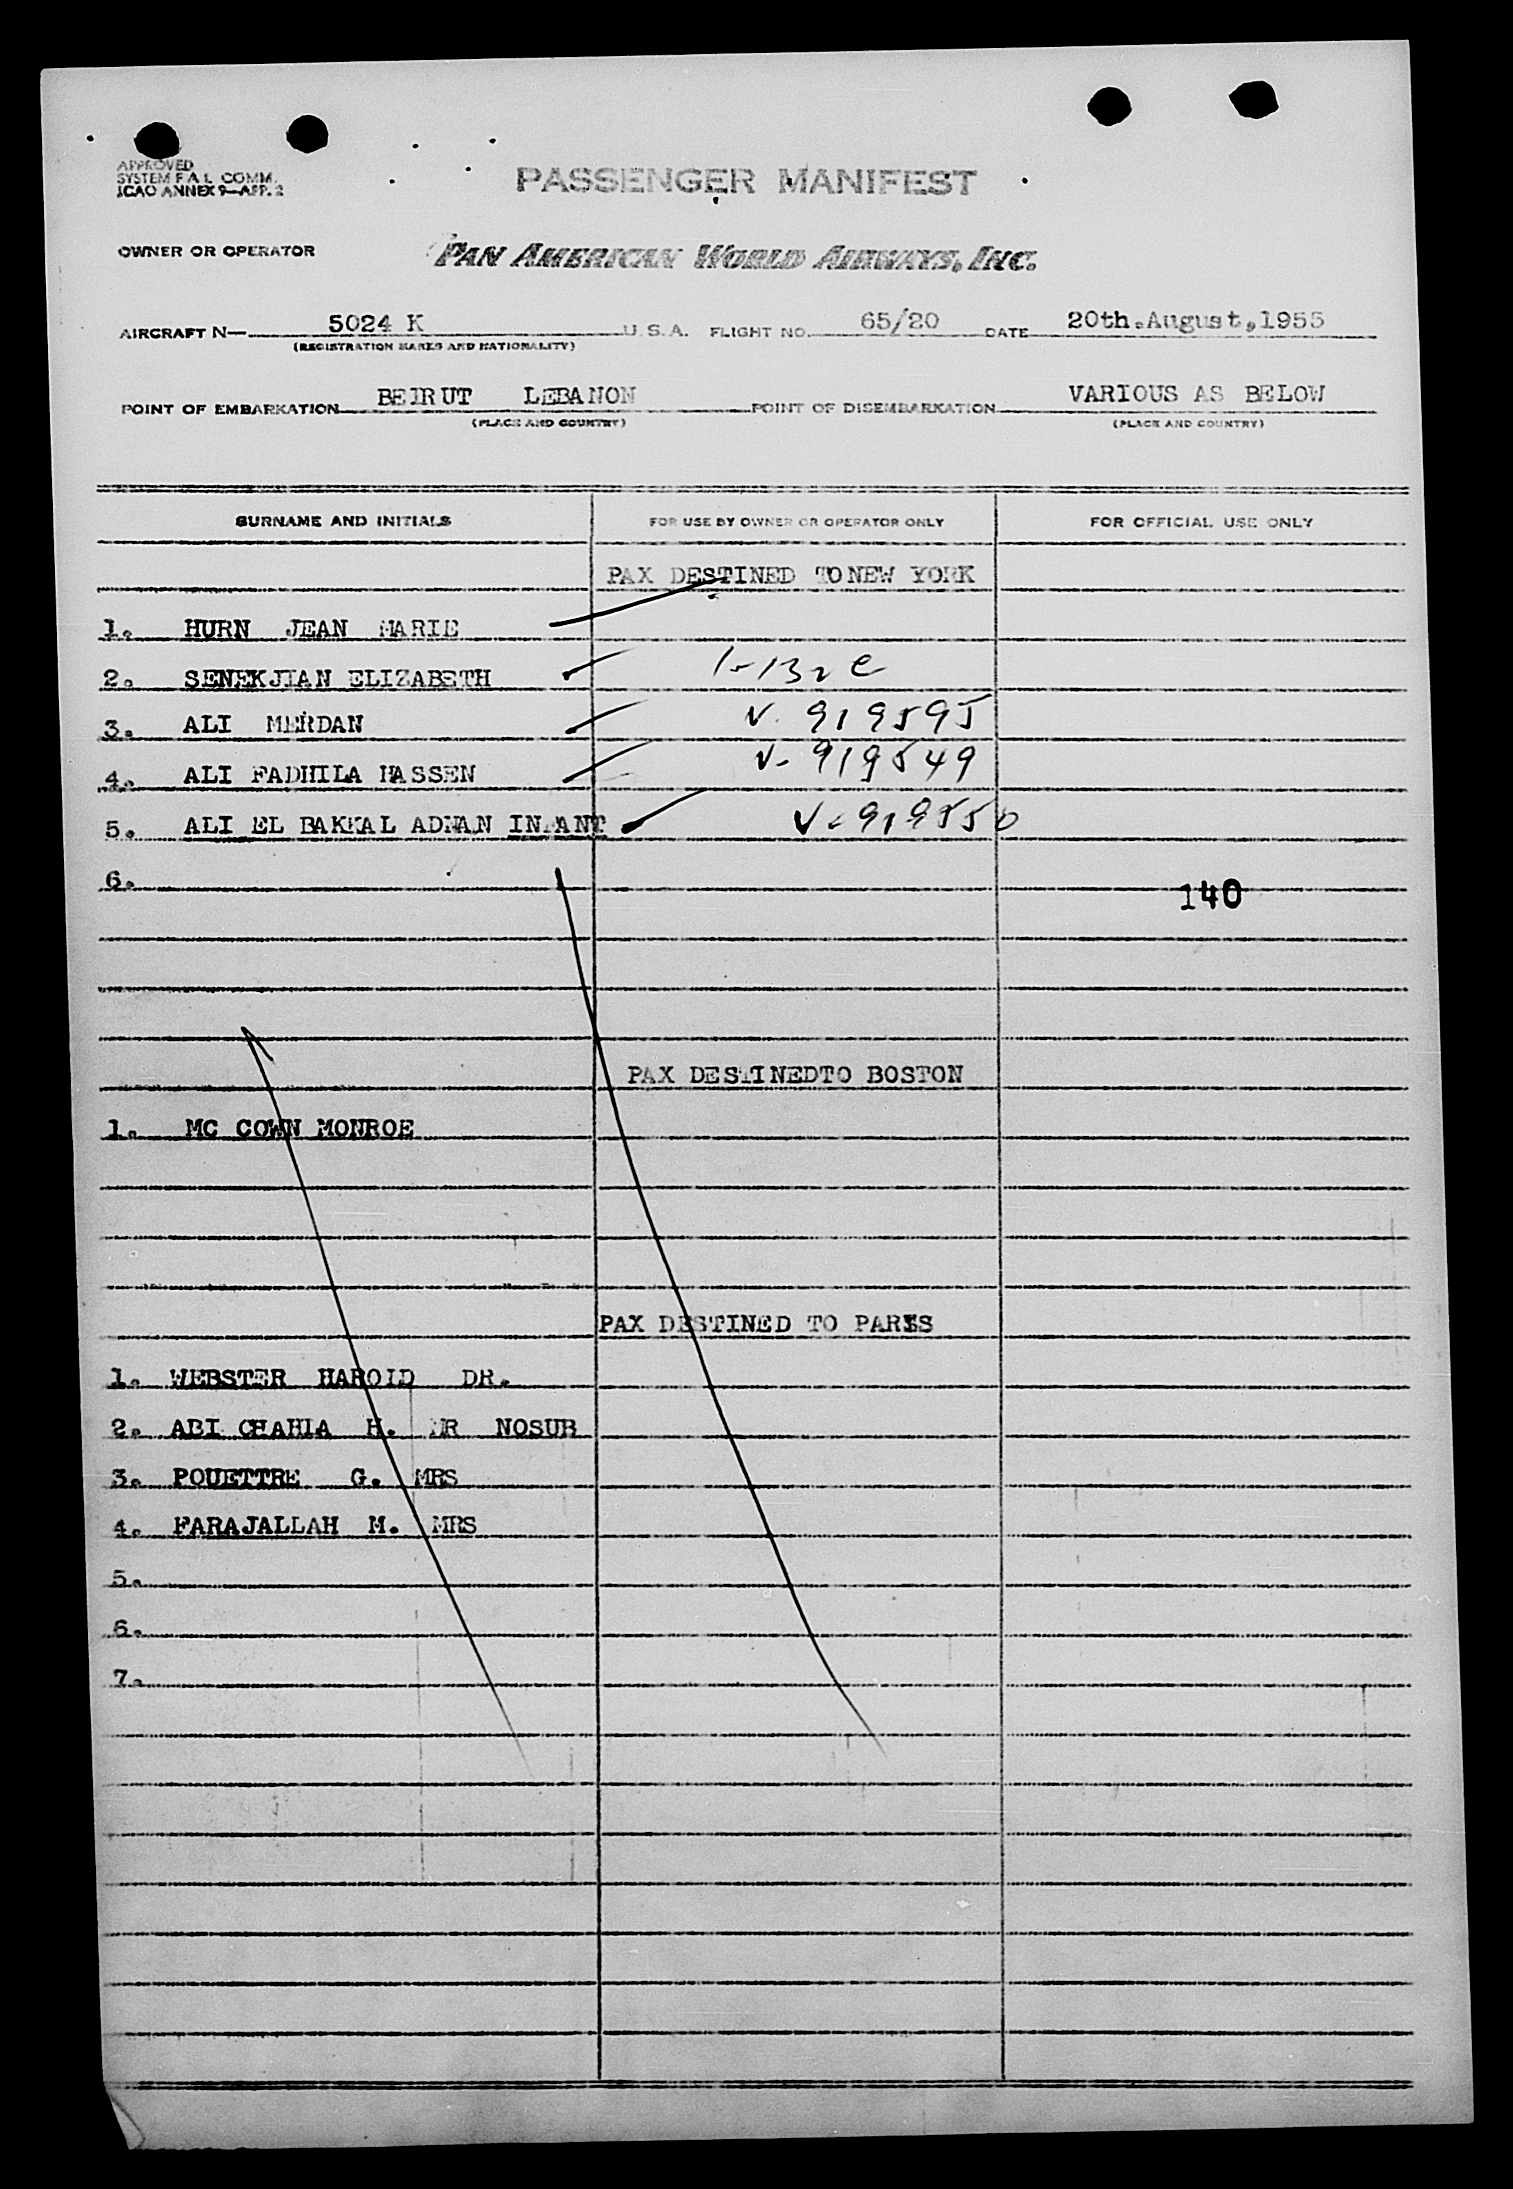 APPROVED
SYSTEM F A L COMM.
ICAO ANNEX 9—APP. 2
PASSENGER MANIFEST
OWNER OR OPERATOR PAN AMERICAN WORLD AIRWAYS, INC.
AIRCRAFT N— 5024 K U. S. A. FLIGHT NO. 65/20 DATE 20th.August,1955
(REGISTRATION MARKS AND NATIONALITY)
POINT OF EMBARKATION BEIRUT LEBANON POINT OF DISEMBARKATION VARIOUS AS BELOW
(PLACE AND COUNTRY) (PLACE AND COUNTRY)
SURNAME AND INITIALS FOR USE BY OWNER OR OPERATOR ONLY FOR OFFICIAL USE ONLY
PAX DESTINED TO NEW YORK
1. HURN JEAN MARIE
2. SENEKJIAN ELIZABETH
3. ALI MERDAN V. 919595
4. ALI FADHILA HASSEN V- 919549
5. ALI EL BAKKAL ADNAN INFANT V-919550
6.
140
PAX DESTINEDTO BOSTON
1. MC COWN MONROE
PAX DESTINED TO PARIS
1. WEBSTER HAROLD DR.
2. ABI CHAHLA H. MR NOSUB
3. POUETTRE G. MRS
4. FARAJALLAH M. MRS
5.
6.
7.